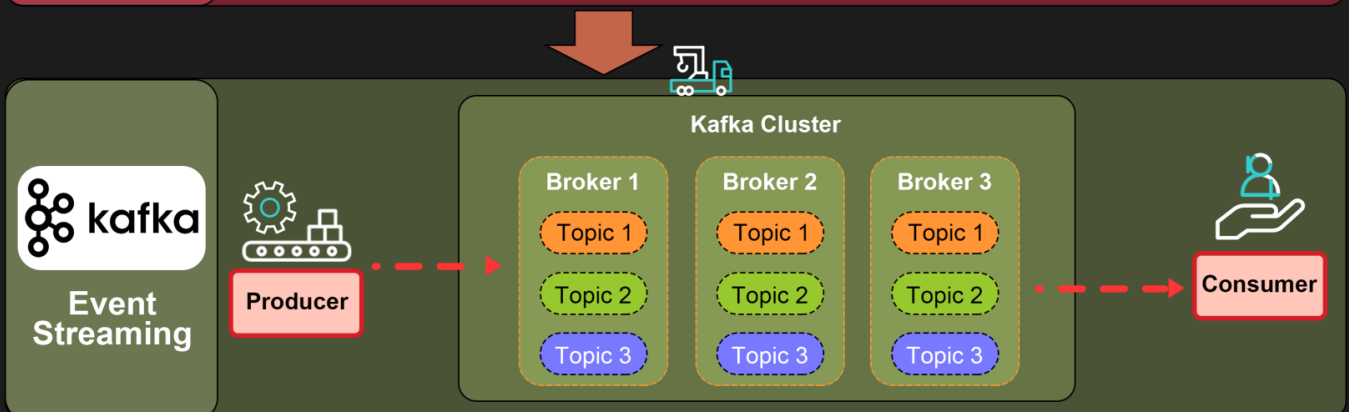 kafka
Event
Streaming
Producer
Kafka Cluster
Broker 1
Topic 1
Topic 2
Topic 3
Broker 2
Topic 1
Topic 2
Topic 3
Broker 3
Topic 1
Topic 2
Topic 3
Consumer